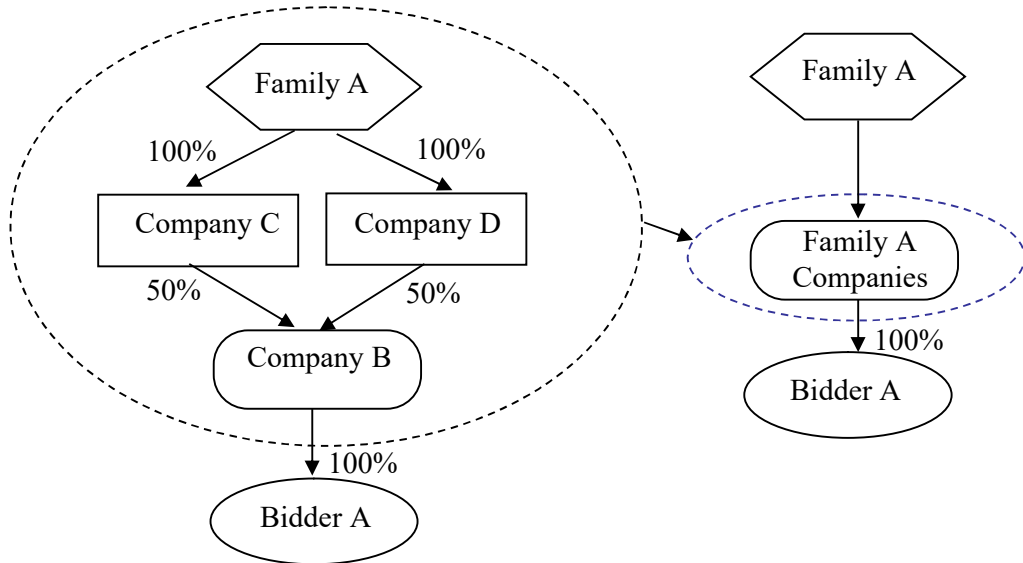 Family A
100%
100%
Company C
Company D
50%
50%
Company B
100%
Bidder A
Family A
Family A
Companies
100%
Bidder A